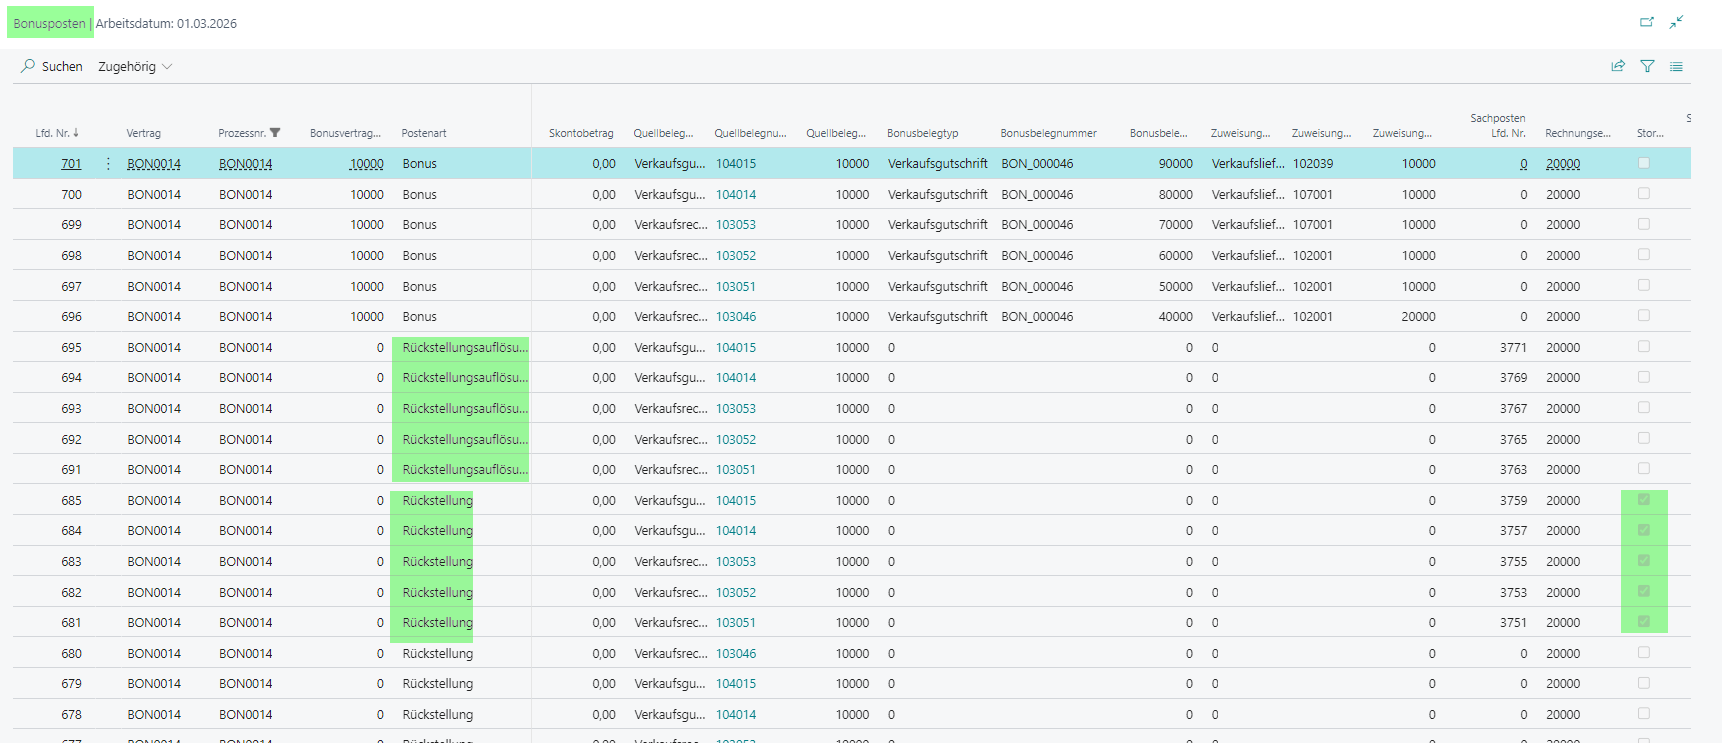 Bonusposten | Arbeitsdatum: 01.03.2026
Suchen Zugehörig
Lfd. Nr. ↓ Vertrag Prozessnr. Bonusvertrag... Postenart Skontobetrag Quellbeleg... Quellbelegnu... Quellbeleg... Bonusbelegtyp Bonusbelegnummer Bonusbele... Zuweisung... Zuweisung... Zuweisung... Sachposten Lfd. Nr. Rechnungse... Stor... S
701 BON0014 BON0014 10000 Bonus 0,00 Verkaufsgu... 104015 10000 Verkaufsgutschrift BON_000046 90000 Verkaufslief... 102039 10000 0 20000
700 BON0014 BON0014 10000 Bonus 0,00 Verkaufsgu... 104014 10000 Verkaufsgutschrift BON_000046 80000 Verkaufslief... 107001 10000 0 20000
699 BON0014 BON0014 10000 Bonus 0,00 Verkaufsrec... 103053 10000 Verkaufsgutschrift BON_000046 70000 Verkaufslief... 107001 10000 0 20000
698 BON0014 BON0014 10000 Bonus 0,00 Verkaufsrec... 103052 10000 Verkaufsgutschrift BON_000046 60000 Verkaufslief... 102001 10000 0 20000
697 BON0014 BON0014 10000 Bonus 0,00 Verkaufsrec... 103051 10000 Verkaufsgutschrift BON_000046 50000 Verkaufslief... 102001 10000 0 20000
696 BON0014 BON0014 10000 Bonus 0,00 Verkaufsrec... 103046 10000 Verkaufsgutschrift BON_000046 40000 Verkaufslief... 102001 20000 0 20000
695 BON0014 BON0014 0 Rückstellungsauflösu... 0,00 Verkaufsgu... 104015 10000 0 0 0 0 3771 20000
694 BON0014 BON0014 0 Rückstellungsauflösu... 0,00 Verkaufsgu... 104014 10000 0 0 0 0 3769 20000
693 BON0014 BON0014 0 Rückstellungsauflösu... 0,00 Verkaufsrec... 103053 10000 0 0 0 0 3767 20000
692 BON0014 BON0014 0 Rückstellungsauflösu... 0,00 Verkaufsrec... 103052 10000 0 0 0 0 3765 20000
691 BON0014 BON0014 0 Rückstellungsauflösu... 0,00 Verkaufsrec... 103051 10000 0 0 0 0 3763 20000
685 BON0014 BON0014 0 Rückstellung 0,00 Verkaufsgu... 104015 10000 0 0 0 0 3759 20000
684 BON0014 BON0014 0 Rückstellung 0,00 Verkaufsgu... 104014 10000 0 0 0 0 3757 20000
683 BON0014 BON0014 0 Rückstellung 0,00 Verkaufsrec... 103053 10000 0 0 0 0 3755 20000
682 BON0014 BON0014 0 Rückstellung 0,00 Verkaufsrec... 103052 10000 0 0 0 0 3753 20000
681 BON0014 BON0014 0 Rückstellung 0,00 Verkaufsrec... 103051 10000 0 0 0 0 3751 20000
680 BON0014 BON0014 0 Rückstellung 0,00 Verkaufsrec... 103046 10000 0 0 0 0 0 20000
679 BON0014 BON0014 0 Rückstellung 0,00 Verkaufsgu... 104015 10000 0 0 0 0 0 20000
678 BON0014 BON0014 0 Rückstellung 0,00 Verkaufsgu... 104014 10000 0 0 0 0 0 20000